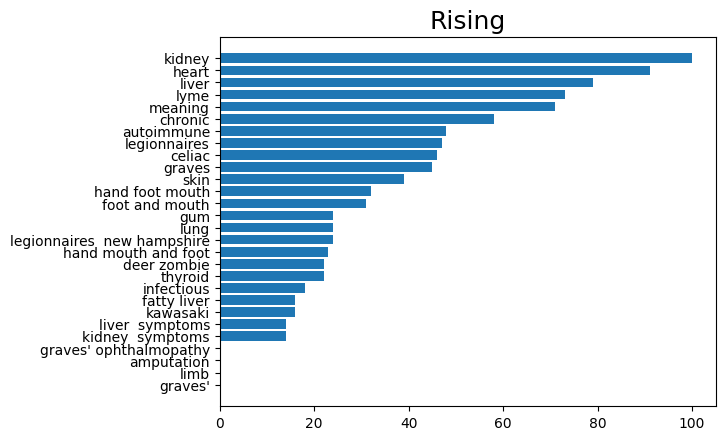 Rising
kidney
heart
liver
lyme
meaning
chronic
autoimmune
legionnaires
celiac
graves
skin
hand foot mouth
foot and mouth
gum
lung
legionnaires  new hampshire
hand mouth and foot
deer zombie
thyroid
infectious
fatty liver
kawasaki
liver  symptoms
kidney  symptoms
graves' ophthalmopathy
amputation
limb
graves'
0 20 40 60 80 100